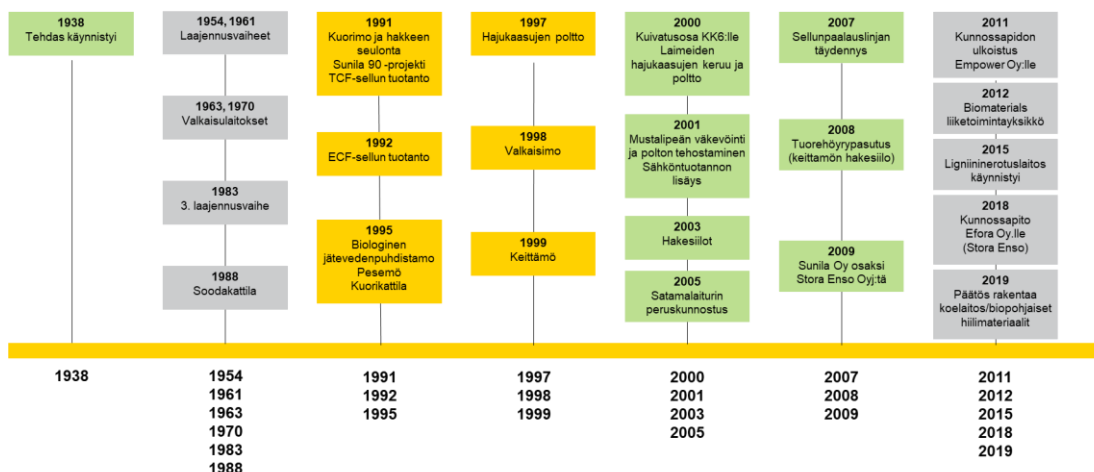 1938
Tehdas käynnistyi
1954, 1961
Laajennusvaiheet
1963, 1970
Valkaisulaitokset
1983
3. laajennusvaihe
1988
Soodakattila
1991
Kuorimo ja hakkeen
seulonta
Sunila 90 -projekti
TCF-sellun tuotanto
1992
ECF-sellun tuotanto
1995
Biologinen
jätevedenpuhdistamo
Pesemö
Kuorikattila
1997
Hajukaasujen poltto
1998
Valkaisimo
1999
Keittämö
2000
Kuivatusosa KK6:lle
Laimeiden
hajukaasujen keruu ja
poltto
2001
Mustalipeän väkevöinti
ja polton tehostaminen
Sähköntuotannon
lisäys
2003
Hakesiilot
2005
Satamalaiturin
peruskunnostus
2007
Sellunpaalauslinjan
täydennys
2008
Tuorehöyrypasutus
(keittämön hakesiilo)
2009
Sunila Oy osaksi
Stora Enso Oyj:tä
2011
Kunnossapidon
ulkoistus
Empower Oy:lle
2012
Biomaterials
liiketoimintayksikkö
2015
Ligniininerotuslaitos
käynnistyi
2018
Kunnossapito
Efora Oy.lle
(Stora Enso)
2019
Päätös rakentaa
koelaitos/biopohjaiset
hiilimateriaalit
1938
1954
1961
1963
1970
1983
1988
1991
1992
1995
1997
1998
1999
2000
2001
2003
2005
2007
2008
2009
2011
2012
2015
2018
2019